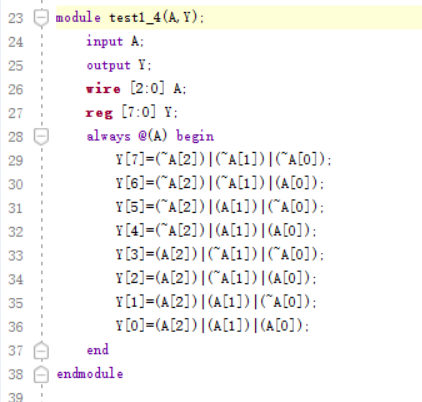 23 module test1_4(A,Y);
24 input A;
25 output Y;
26 wire [2:0] A;
27 reg [7:0] Y;
28 always @(A) begin
29 Y[7]=(~A[2])|(~A[1])|(~A[0]);
30 Y[6]=(~A[2])|(~A[1])|(A[0]);
31 Y[5]=(~A[2])|(A[1])|(~A[0]);
32 Y[4]=(~A[2])|(A[1])|(A[0]);
33 Y[3]=(A[2])|(~A[1])|(~A[0]);
34 Y[2]=(A[2])|(~A[1])|(A[0]);
35 Y[1]=(A[2])|(A[1])|(~A[0]);
36 Y[0]=(A[2])|(A[1])|(A[0]);
37 end
38 endmodule
39